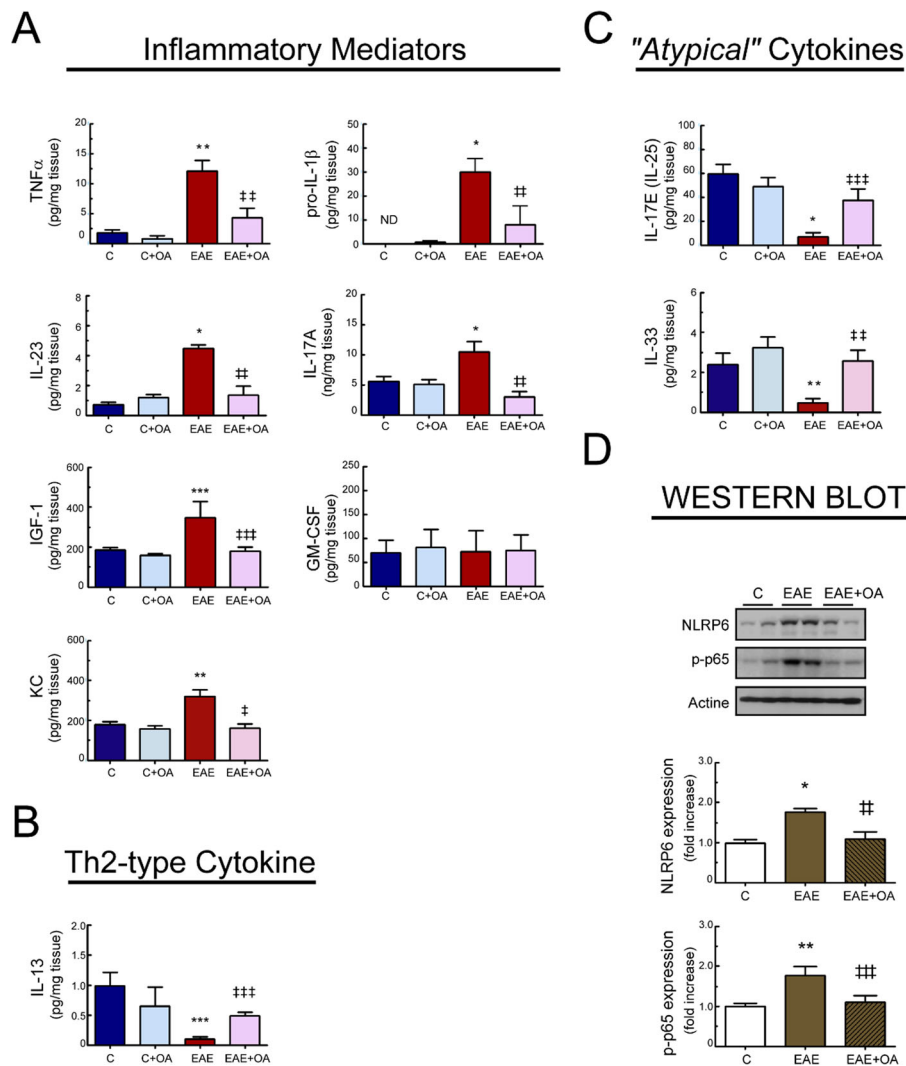 A
Inflammatory Mediators
TNFα
(pg/mg tissue)
20
15
10
5
0
**
‡‡
C C+OA EAE EAE+OA
pro-IL-1β
(pg/mg tissue)
40
30
20
10
0
ND
*
‡‡
C C+OA EAE EAE+OA
IL-23
(pg/mg tissue)
8
6
4
2
0
*
‡‡
C C+OA EAE EAE+OA
IL-17A
(ng/mg tissue)
20
15
10
5
0
*
‡‡
C C+OA EAE EAE+OA
IGF-1
(pg/mg tissue)
600
400
200
0
***
‡‡‡
C C+OA EAE EAE+OA
GM-CSF
(pg/mg tissue)
250
200
150
100
50
0
C C+OA EAE EAE+OA
KC
(pg/mg tissue)
600
400
200
0
**
‡
C C+OA EAE EAE+OA
B
Th2-type Cytokine
IL-13
(pg/mg tissue)
2.0
1.5
1.0
0.5
0
***
‡‡‡
C C+OA EAE EAE+OA
C
"Atypical" Cytokines
IL-17E (IL-25)
(pg/mg tissue)
100
80
60
40
20
0
*
‡‡‡
C C+OA EAE EAE+OA
IL-33
(pg/mg tissue)
6
4
2
0
**
‡‡
C C+OA EAE EAE+OA
D
WESTERN BLOT
C EAE EAE+OA
NLRP6
p-p65
Actine
NLRP6 expression
(fold increase)
3.0
2.0
1.0
0
*
‡‡
C EAE EAE+OA
p-p65 expression
(fold increase)
3.0
2.0
1.0
0
**
‡‡‡
C EAE EAE+OA